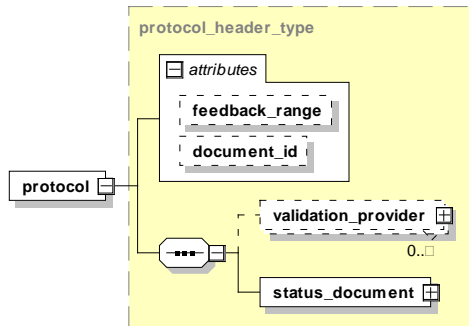 protocol_header_type
attributes
feedback_range
document_id
protocol
validation_provider
0..□
status_document